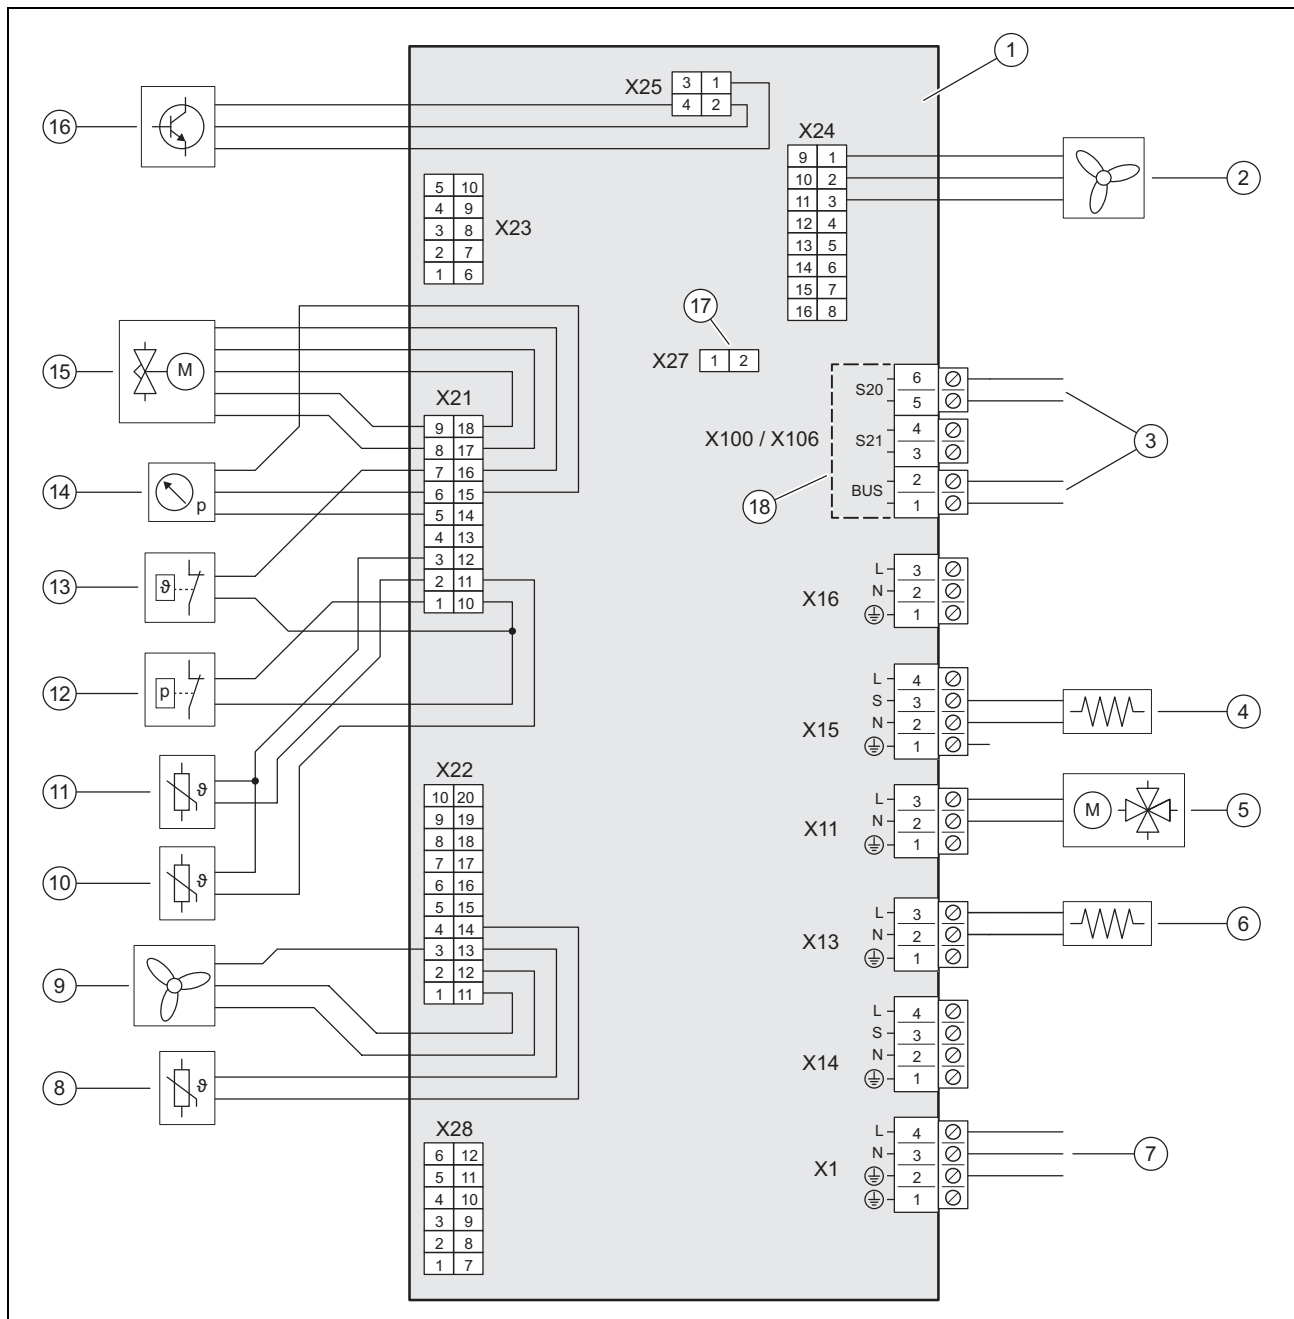 1
X25
3 1
4 2
16
X24
9 1
10 2
11 3
12 4
13 5
14 6
15 7
16 8
2
5 10
4 9
3 8
2 7
1 6
X23
17
X27
1 2
15
M
X21
9 18
8 17
7 16
6 15
5 14
4 13
3 12
2 11
1 10
X100 / X106
S20
6
5
S21
4
3
BUS
2
1
3
18
14
p
13
ϑ
X16
L 3
N 2
1
12
p
X15
L 4
S 3
N 2
1
4
11
ϑ
X22
10 20
9 19
8 18
7 17
6 16
5 15
4 14
3 13
2 12
1 11
X11
L 3
N 2
1
M
5
10
ϑ
X13
L 3
N 2
1
6
9
X14
L 4
S 3
N 2
1
8
ϑ
X28
6 12
5 11
4 10
3 9
2 8
1 7
X1
L 4
N 3
2
1
7